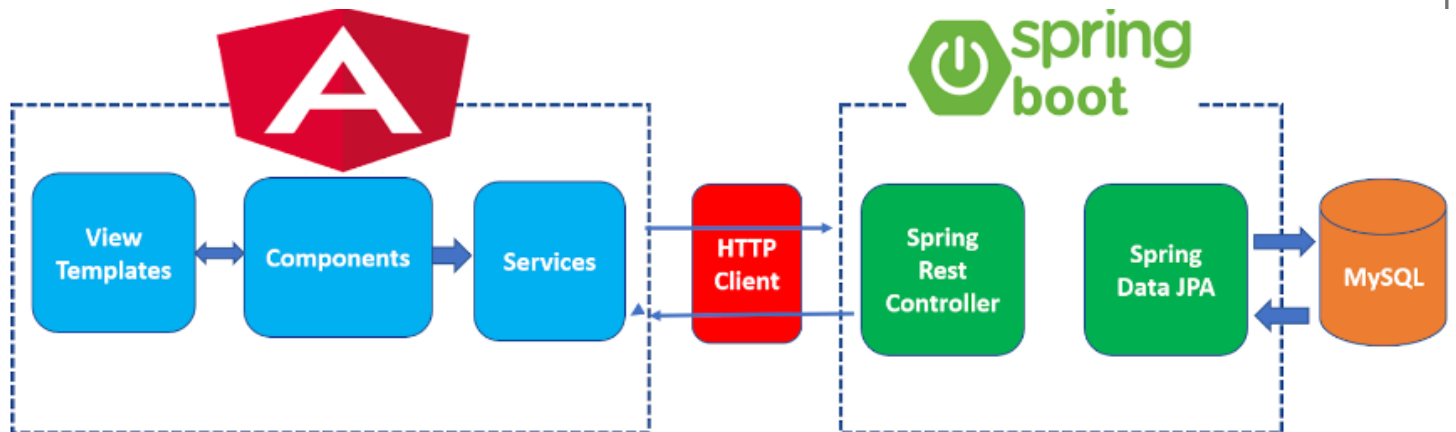 spring
boot
View
Templates
Components
Services
HTTP
Client
Spring
Rest
Controller
Spring
Data JPA
MySQL